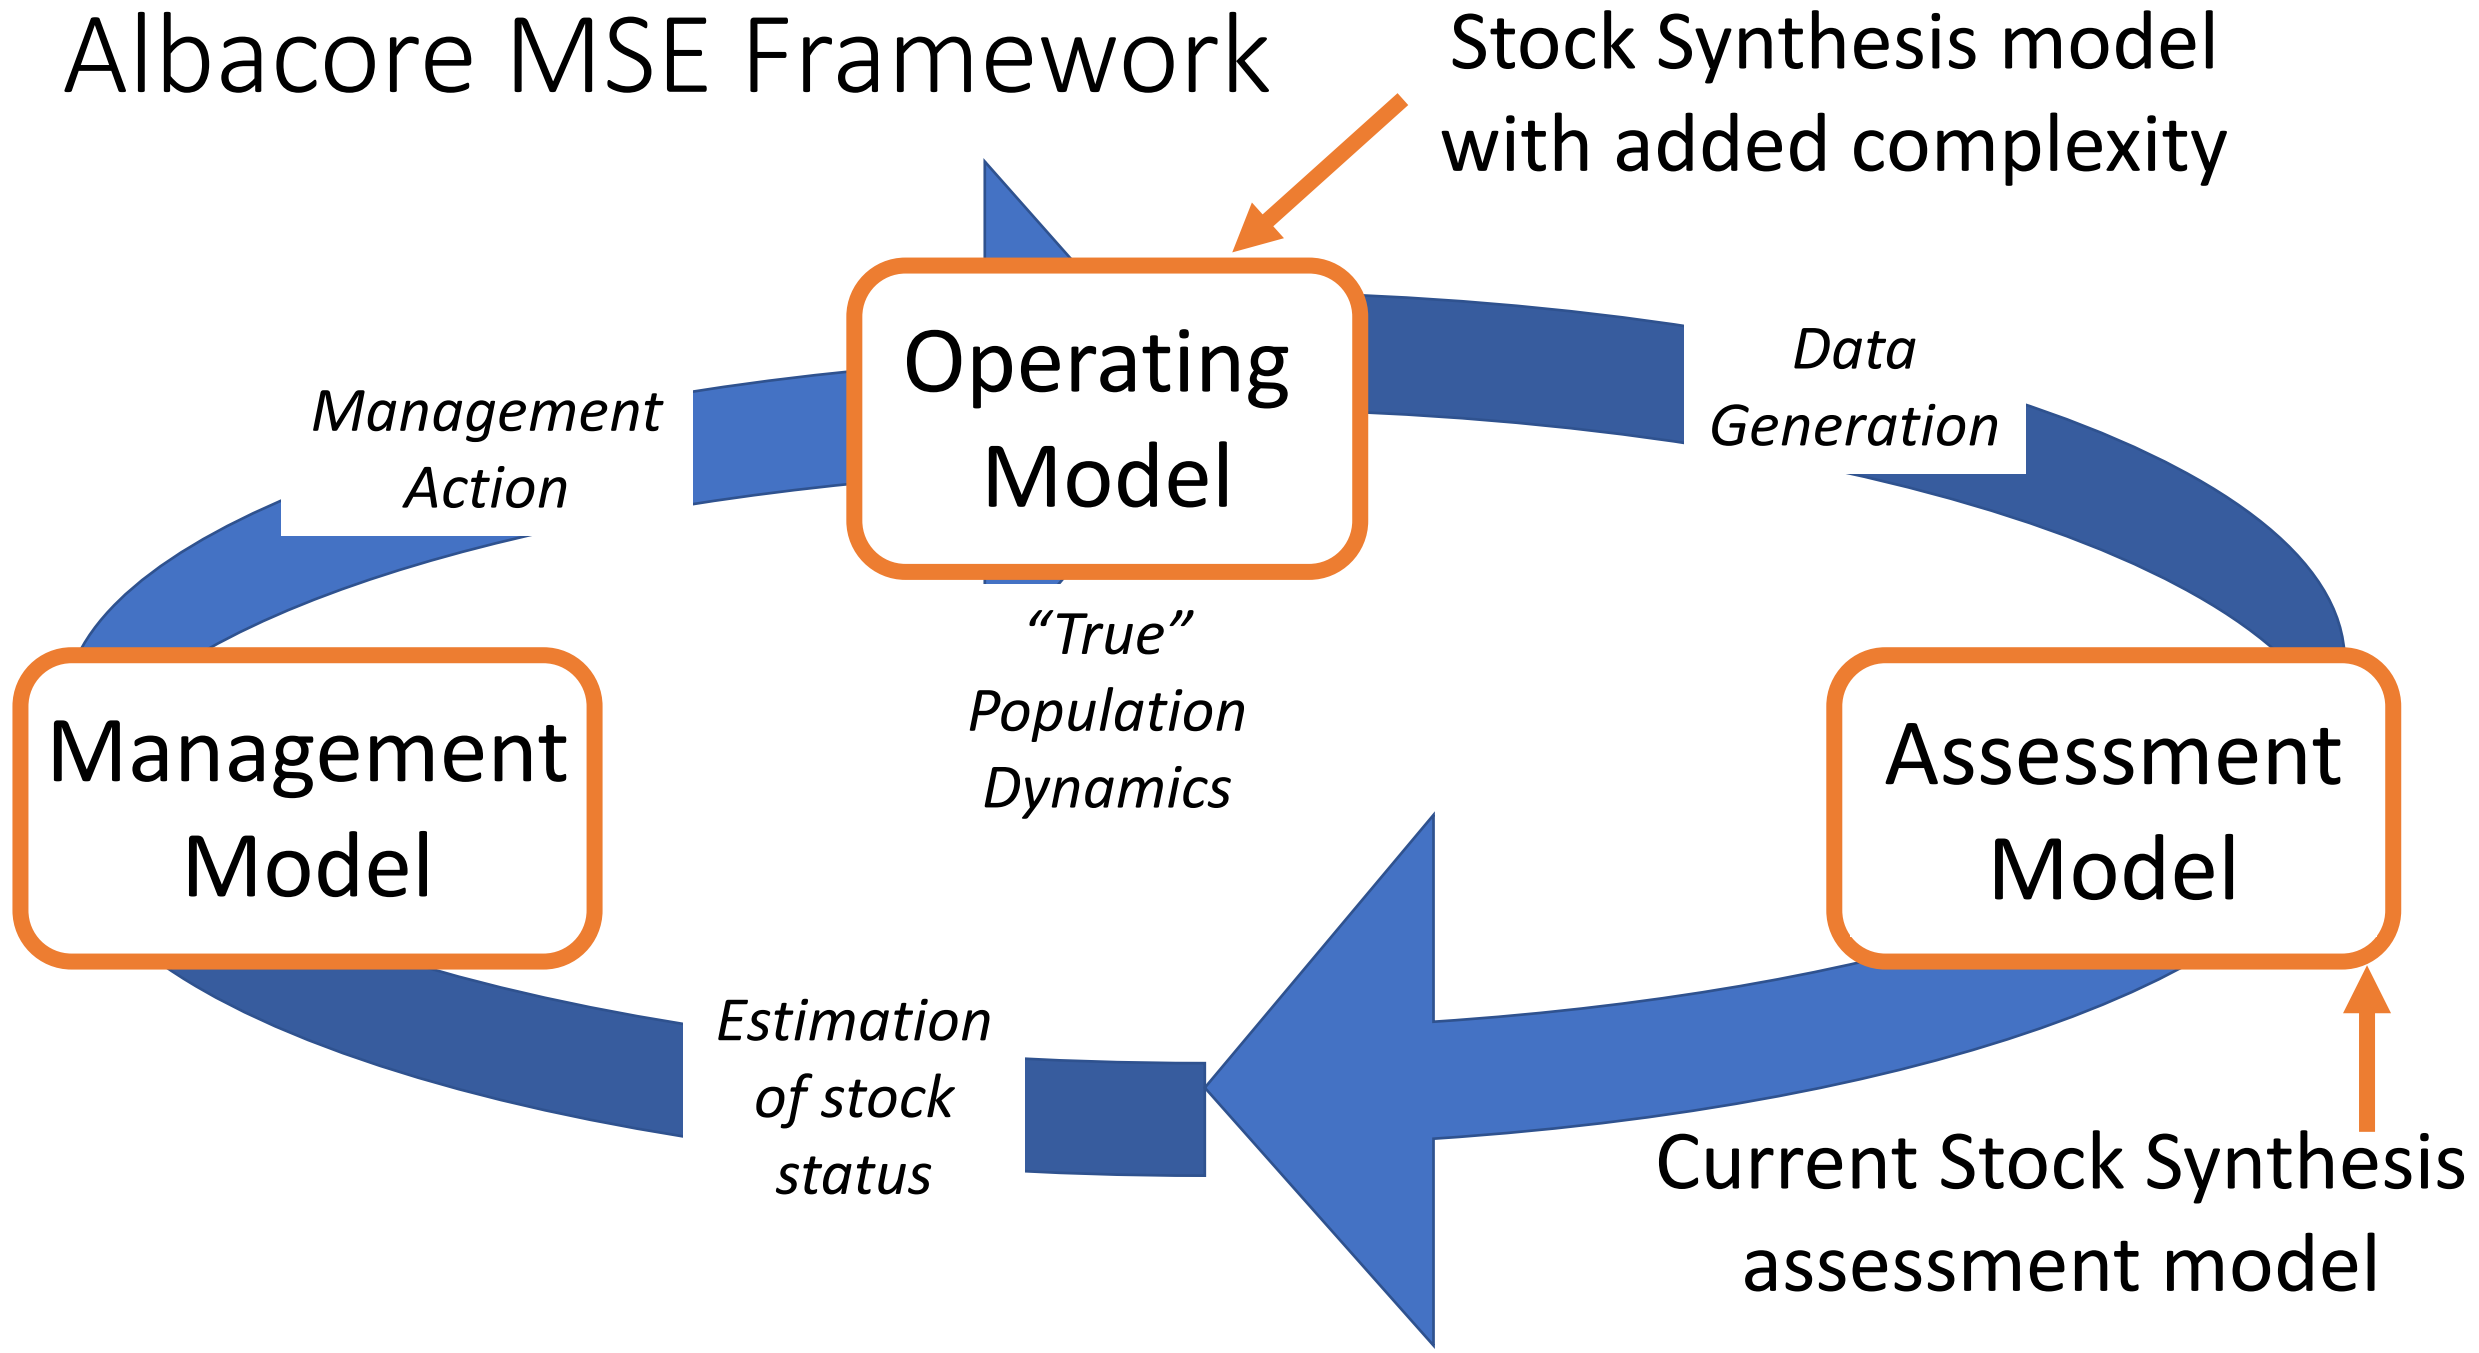 Albacore MSE Framework
Stock Synthesis model
with added complexity
Operating
Model
Data
Generation
Management
Action
“True”
Population
Dynamics
Management
Model
Assessment
Model
Estimation
of stock
status
Current Stock Synthesis
assessment model